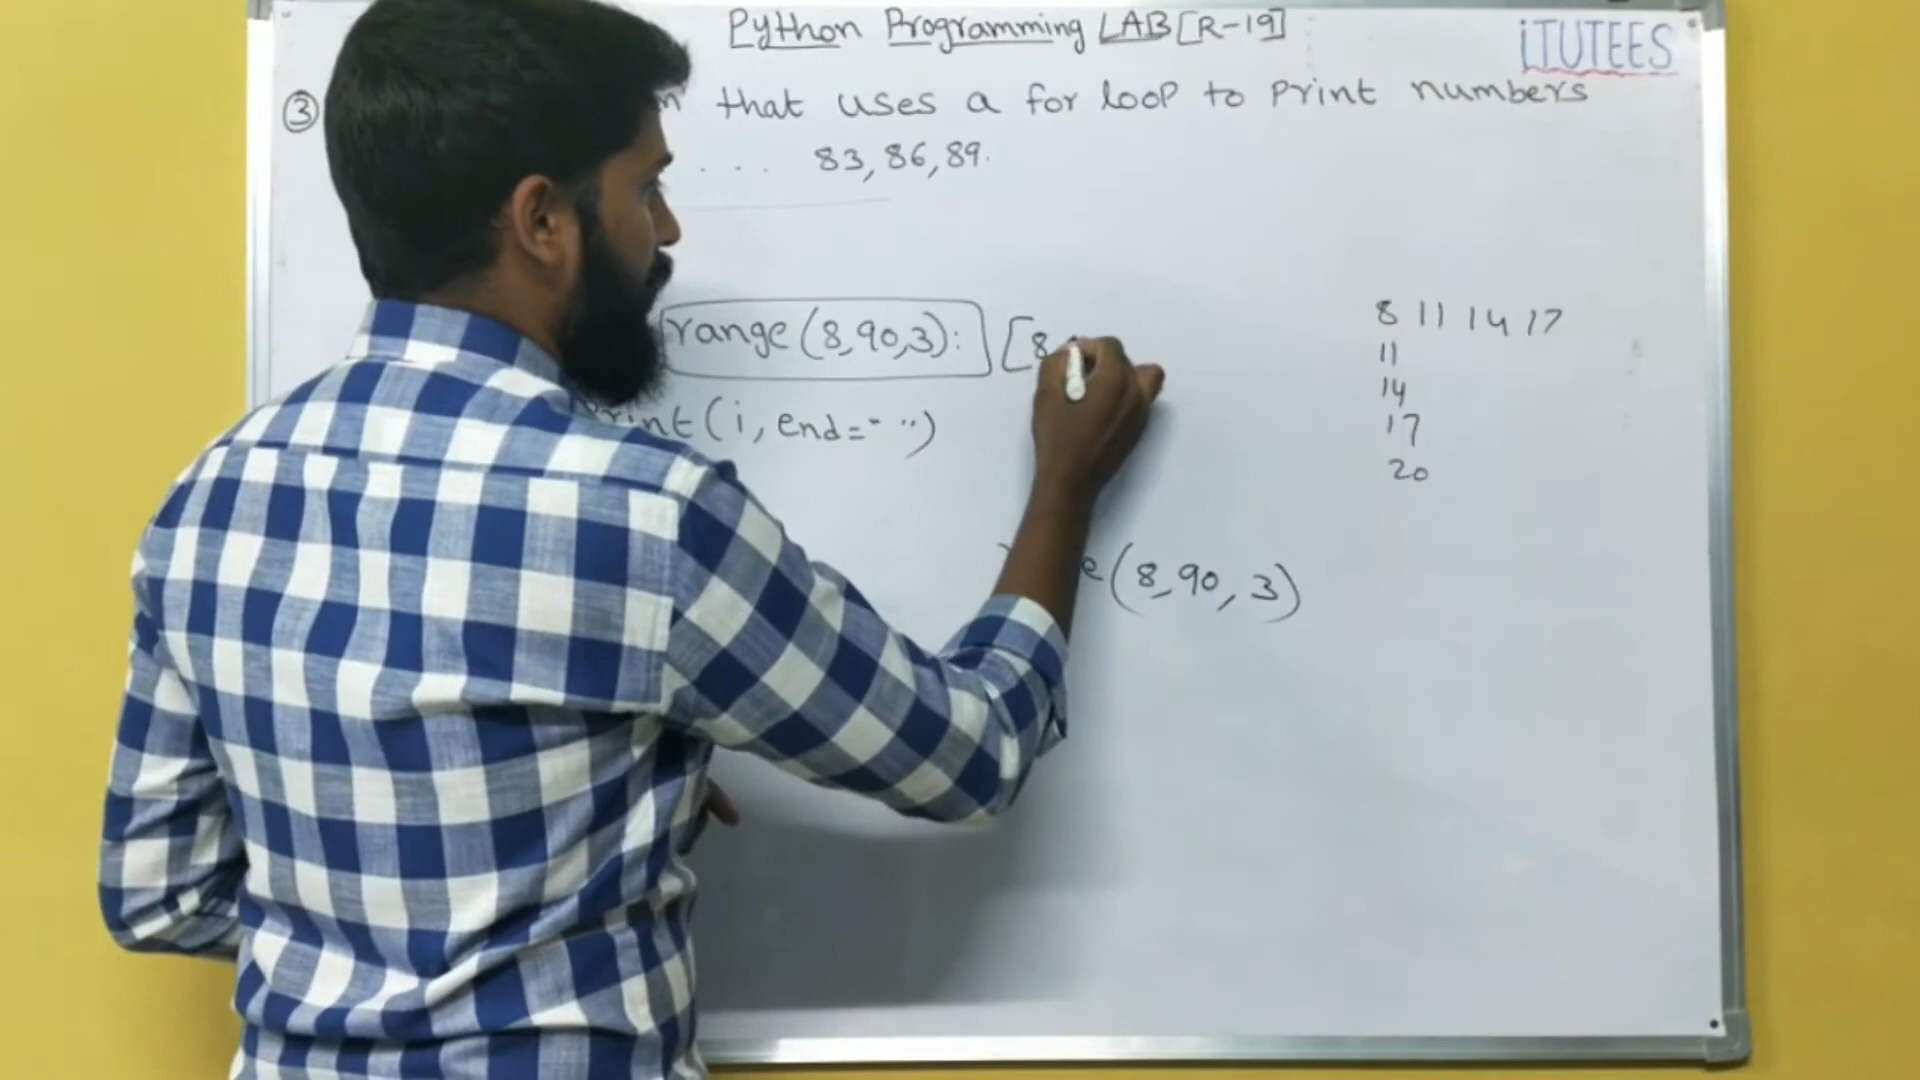 Python Programming LAB [R-19]
iTUTEES
③ that uses a for loop to print numbers
. . . 83, 86, 89.
range(8,90,3): [8,
print(i, end=" ")
8 11 14 17
11
14
17
20
(8,90,3)